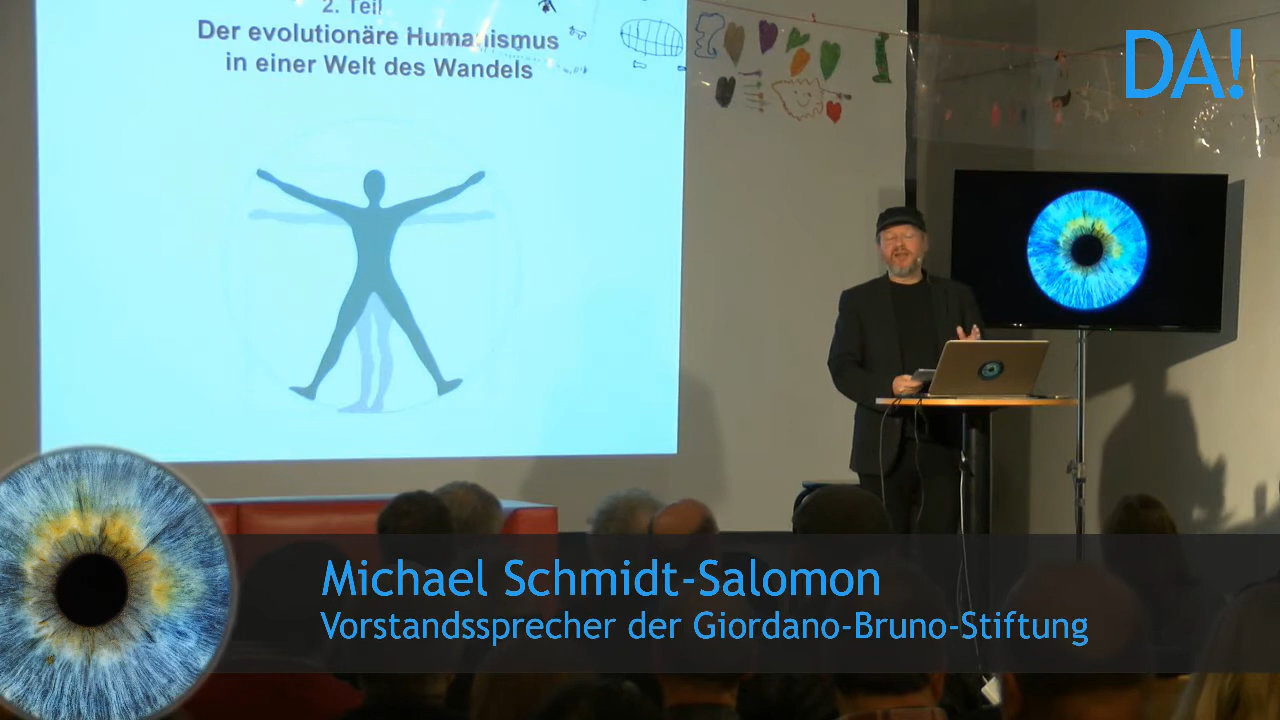 2. Teil
Der evolutionäre Humanismus
in einer Welt des Wandels
DA!
Michael Schmidt-Salomon
Vorstandssprecher der Giordano-Bruno-Stiftung